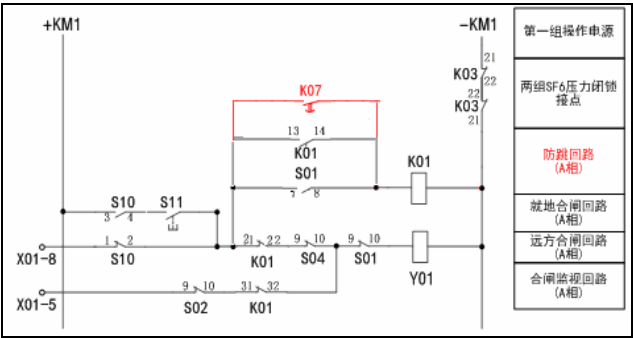 +KM1
-KM1
第一组操作电源
21
K03
22
两组SF6压力闭锁
接点
22
K03
21
K07
13 14
K01
防跳回路
(A相)
S01
7 8
K01
S10
3 4
S11
就地合闸回路
(A相)
X01-8
1 2
S10
21 22
K01
9 10
S04
9 10
S01
Y01
远方合闸回路
(A相)
X01-5
9 10
S02
31 32
K01
合闸监视回路
(A相)